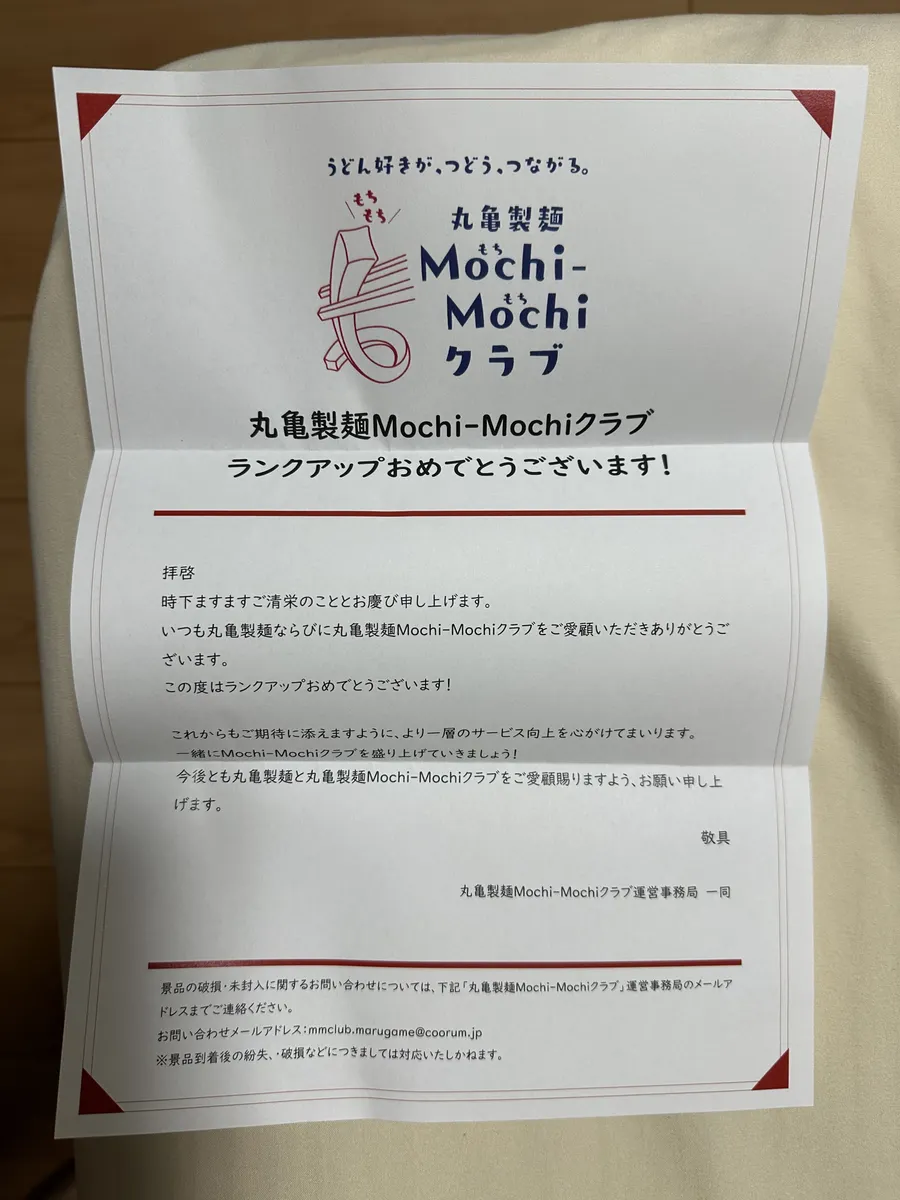 うどん好きが、つどう、つながる。
もち
もち
丸亀製麺
もち
Mochi-
もち
Mochi
クラブ
丸亀製麺Mochi-Mochiクラブ
ランクアップおめでとうございます!
拝啓
時下ますますご清栄のこととお慶び申し上げます。
いつも丸亀製麺ならびに丸亀製麺Mochi-Mochiクラブをご愛顧いただきありがとうご
ざいます。
この度はランクアップおめでとうございます!
これからもご期待に添えますように、より一層のサービス向上を心がけてまいります。
一緒にMochi-Mochiクラブを盛り上げていきましょう!
今後とも丸亀製麺と丸亀製麺Mochi-Mochiクラブをご愛顧賜りますよう、お願い申し上
げます。
敬具
丸亀製麺Mochi-Mochiクラブ運営事務局 一同
景品の破損・未封入に関するお問い合わせについては、下記「丸亀製麺Mochi-Mochiクラブ」運営事務局のメールア
ドレスまでご連絡ください。
お問い合わせメールアドレス:mmclub.marugame@coorum.jp
※景品到着後の紛失、・破損などにつきましては対応いたしかねます。